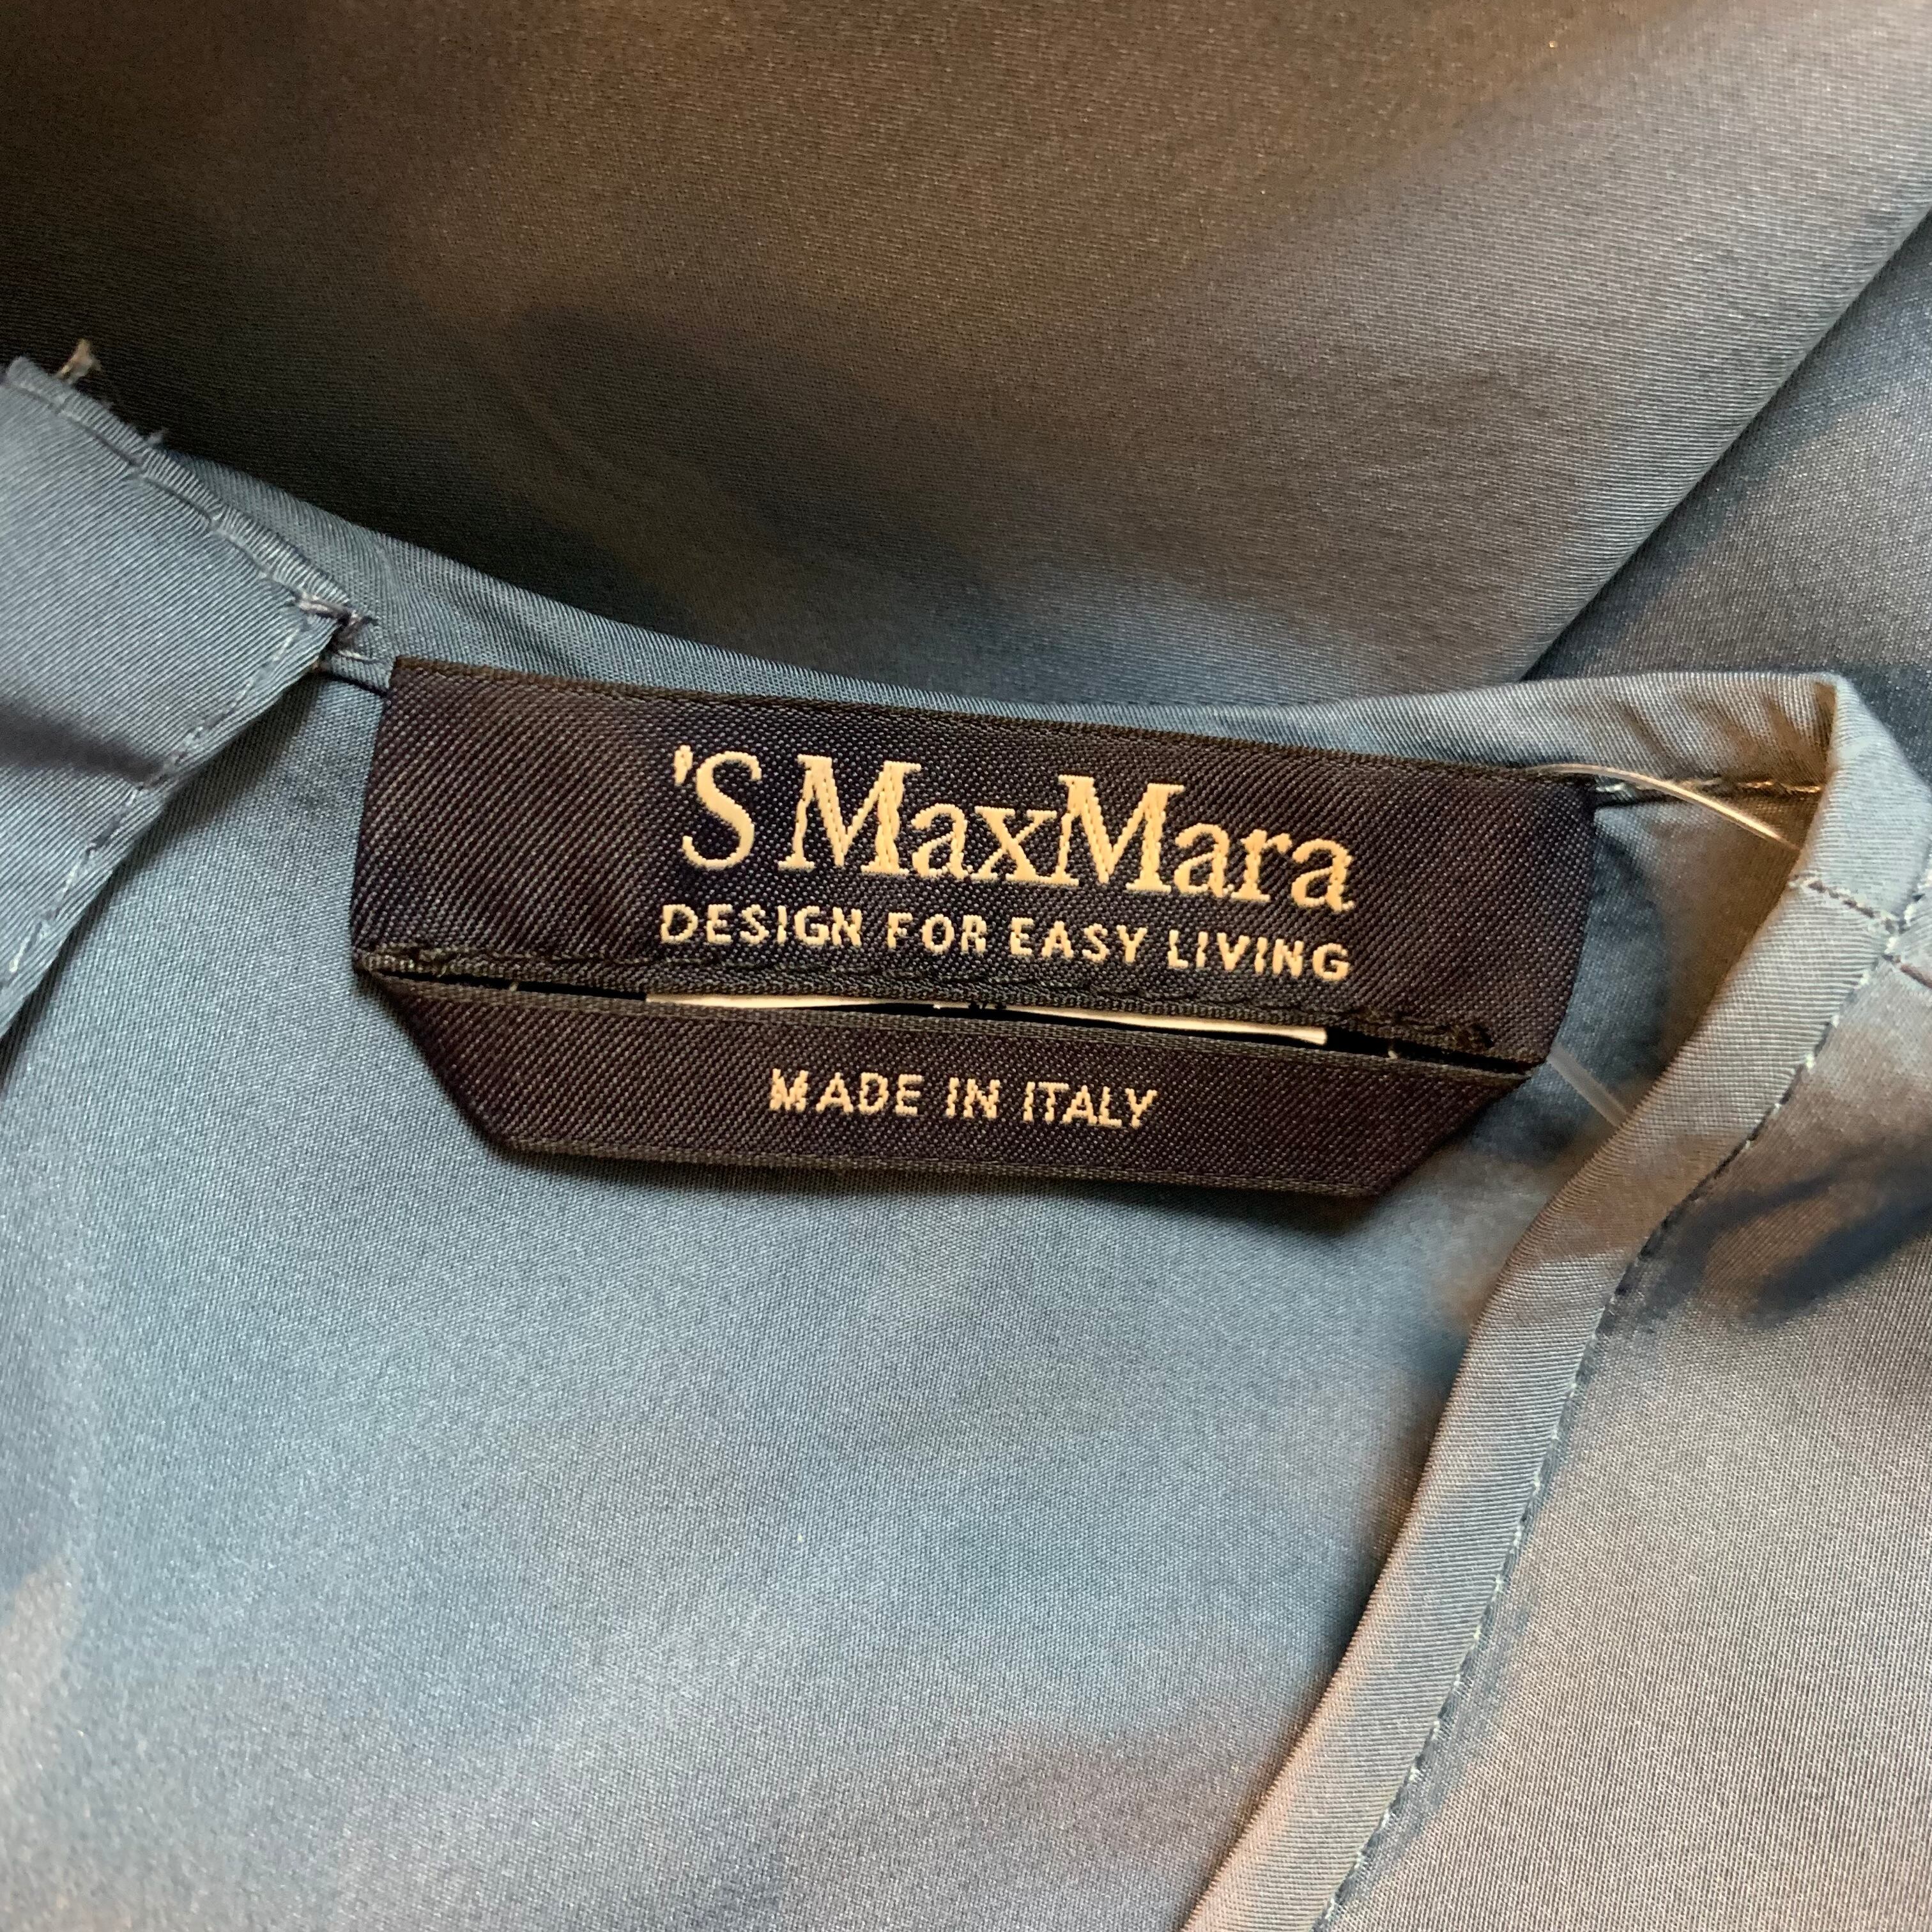 'S MaxMara
DESIGN FOR EASY LIVING
MADE IN ITALY